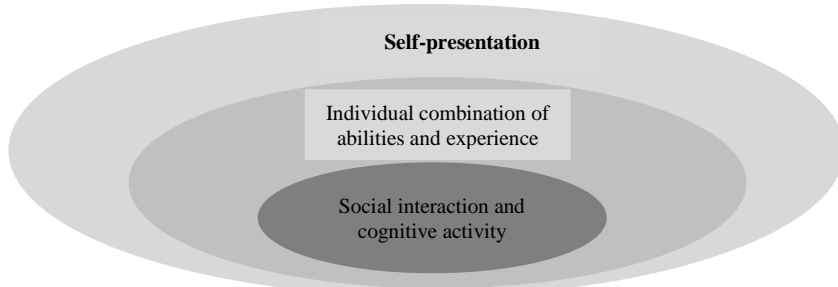 Self-presentation
Individual combination of
abilities and experience
Social interaction and
cognitive activity